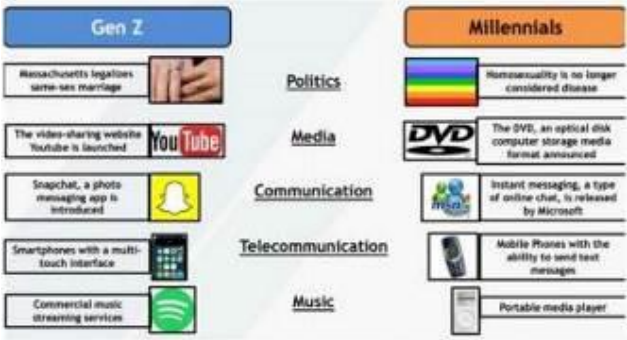 Gen Z
Millennials
Massachusetts legalizes
same-sex marriage
Politics
Homosexuality is no longer
considered disease
The video-sharing website
Youtube is launched
YouTube
Media
DVD
The DVD, an optical disk
computer storage media
format announced
Snapchat, a photo
messaging app is
introduced
Communication
msn
Instant messaging, a type
of online chat, is released
by Microsoft
Smartphones with a multi-
touch interface
Telecommunication
Mobile Phones with the
ability to send text
messages
Commercial music
streaming services
Music
Portable media player